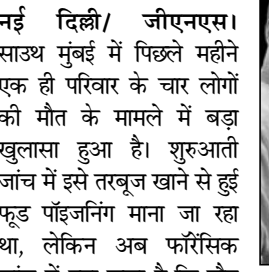 नई दिल्ली/ जीएनएस।
साउथ मुंबई में पिछले महीने
एक ही परिवार के चार लोगों
की मौत के मामले में बड़ा
खुलासा हुआ है। शुरुआती
जांच में इसे तरबूज खाने से हुई
फूड पॉइजनिंग माना जा रहा
था, लेकिन अब फॉरेंसिक